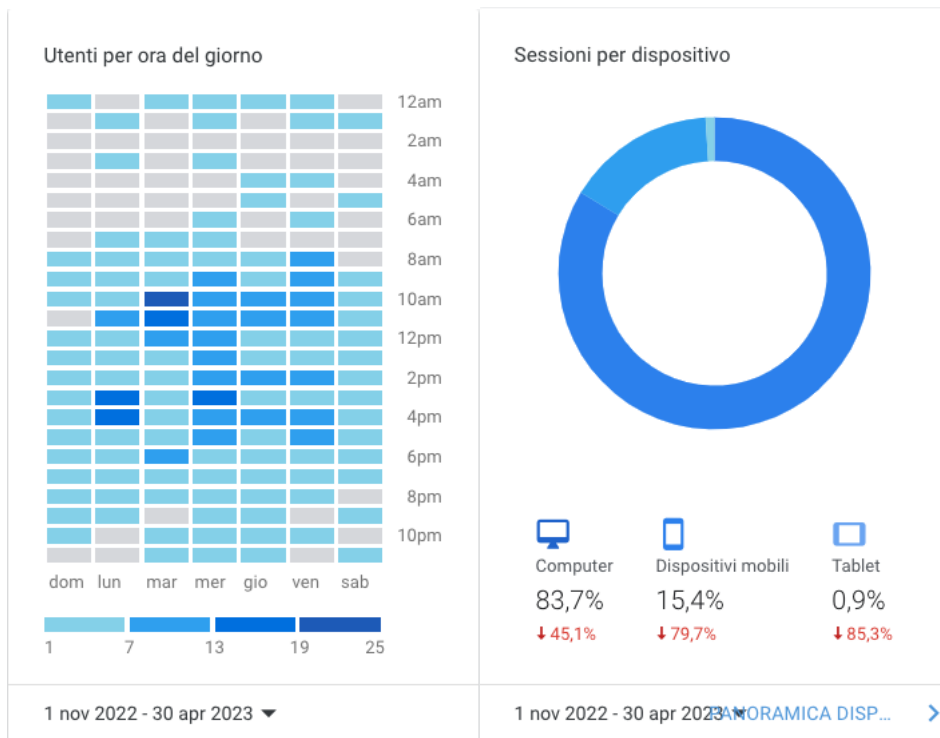 Utenti per ora del giorno
12am
2am
4am
6am
8am
10am
12pm
2pm
4pm
6pm
8pm
10pm
dom lun mar mer gio ven sab
1 7 13 19 25
1 nov 2022 - 30 apr 2023
Sessioni per dispositivo
Computer Dispositivi mobili Tablet
83,7% 15,4% 0,9%
45,1% 79,7% 85,3%
1 nov 2022 - 30 apr 2023 PANORAMICA DISP...